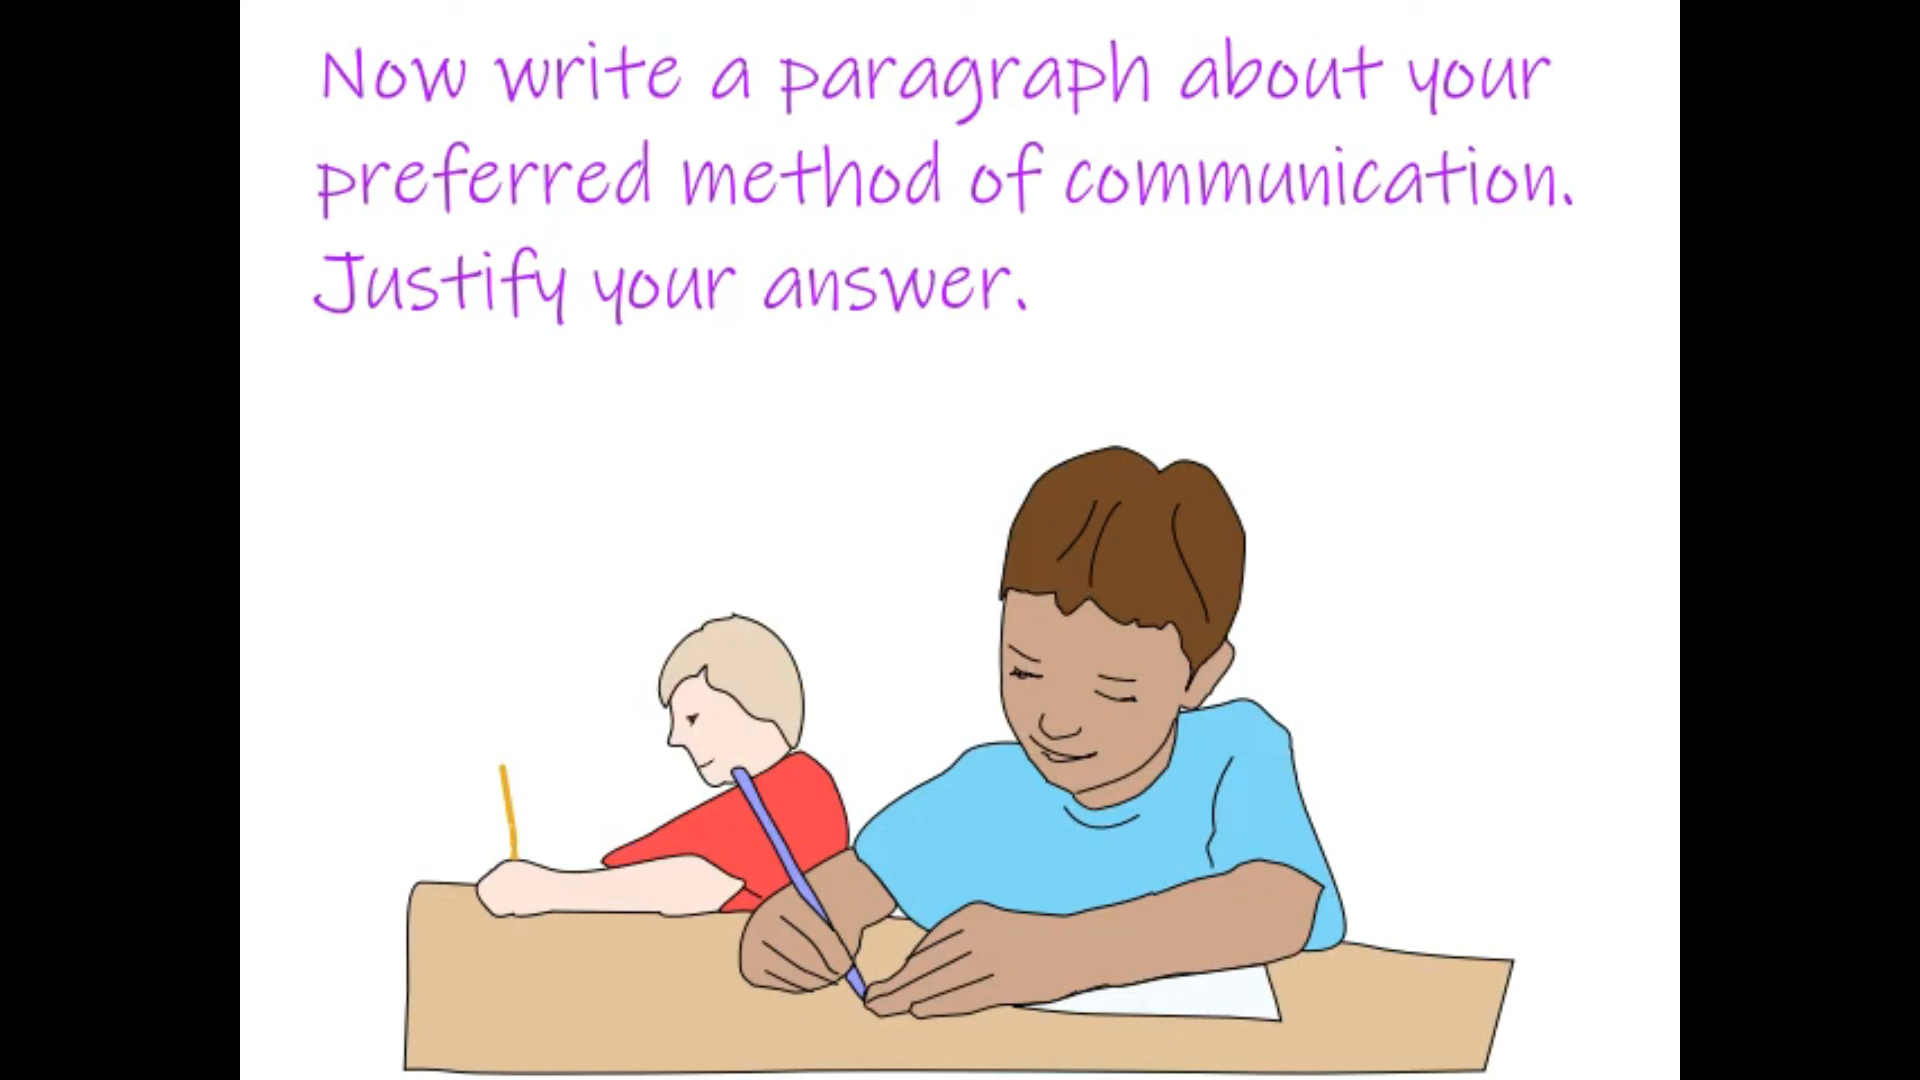 Now write a paragraph about your
preferred method of communication.
Justify your answer.